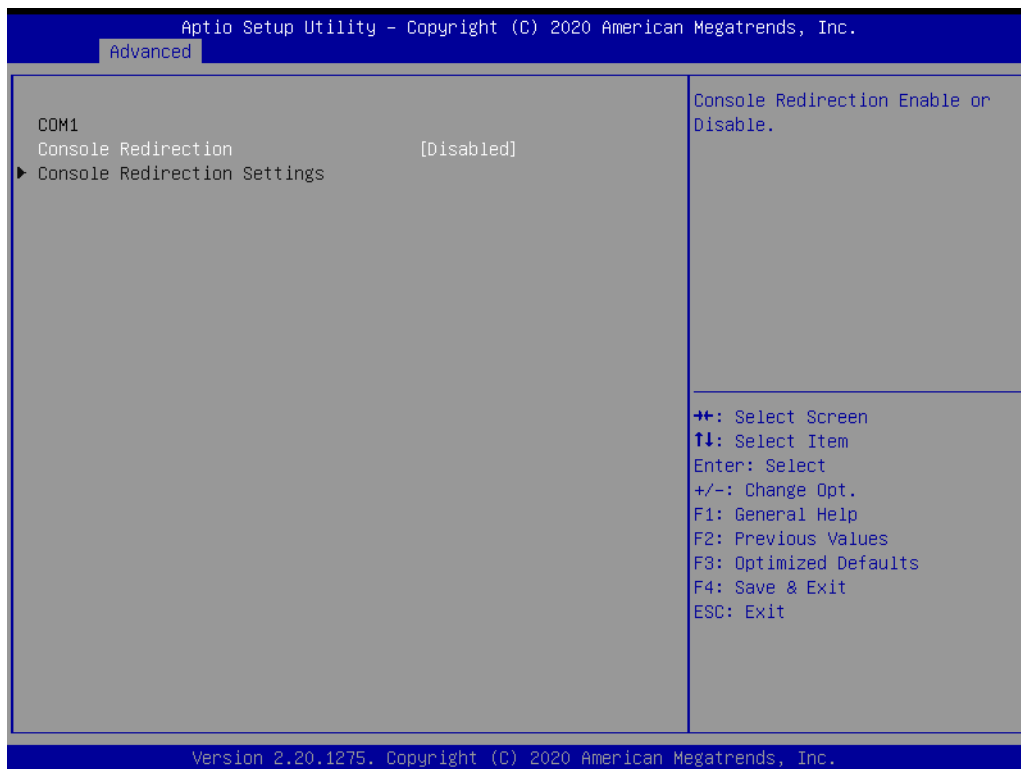 Aptio Setup Utility – Copyright (C) 2020 American Megatrends, Inc.
Advanced
COM1
Console Redirection [Disabled]
▶ Console Redirection Settings
Console Redirection Enable or
Disable.
→←: Select Screen
↑↓: Select Item
Enter: Select
+/-: Change Opt.
F1: General Help
F2: Previous Values
F3: Optimized Defaults
F4: Save & Exit
ESC: Exit
Version 2.20.1275. Copyright (C) 2020 American Megatrends, Inc.